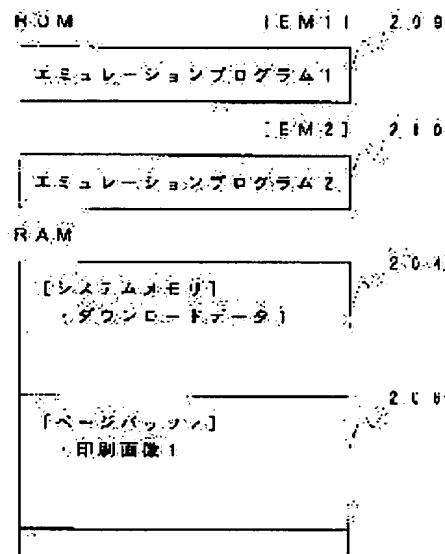 ROM [EM1] 209
エミュレーションプログラム1
[EM2] 210
エミュレーションプログラム2
RAM
204
[システムメモリ]
・ダウンロードデータ1
[ページバッファ]
・印刷画像1